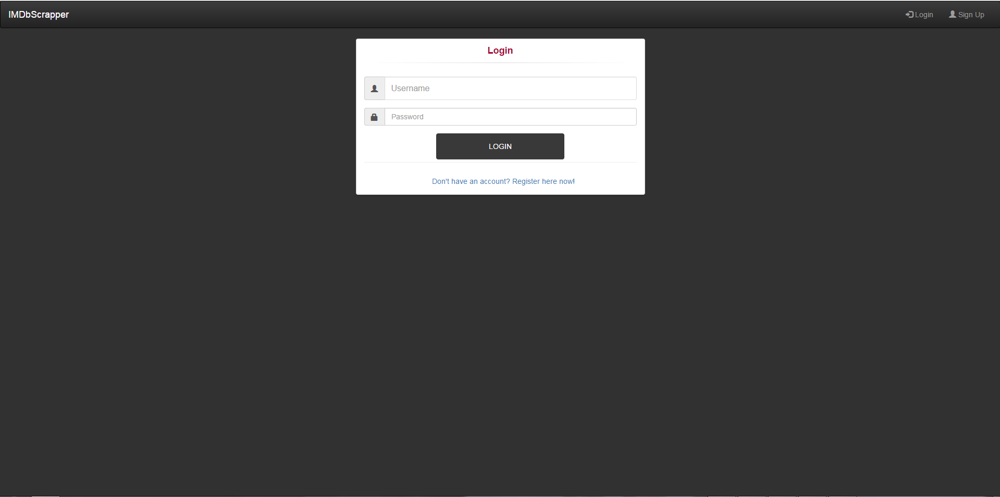 IMDbScrapper
Login
Sign Up
Login
Username
Password
LOGIN
Don't have an account? Register here now!